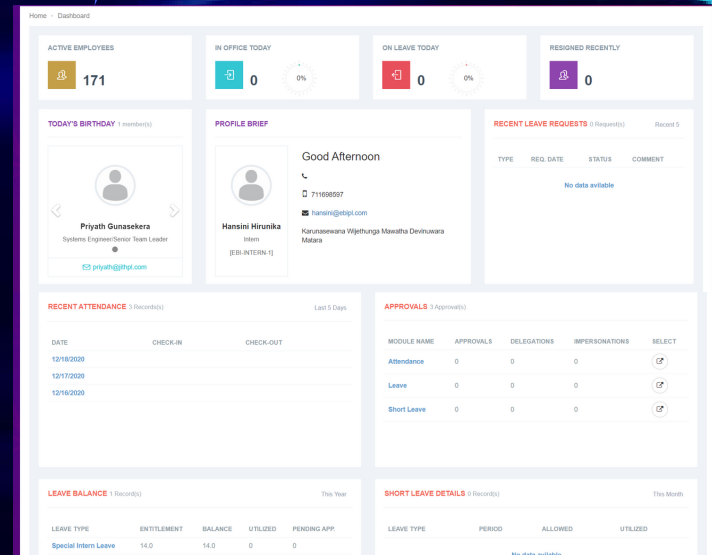 Home - Dashboard
ACTIVE EMPLOYEES
171
IN OFFICE TODAY
0
0%
ON LEAVE TODAY
0
0%
RESIGNED RECENTLY
0
TODAY'S BIRTHDAY 1 member(s)
Priyath Gunasekera
Systems Engineer/Senior Team Leader
priyath@jithpl.com
PROFILE BRIEF
Hansini Hirunika
Intern
[EBI-INTERN-1]
Good Afternoon
711698597
hansini@ebipl.com
Karunasewana Wijethunga Mawatha Devinuwara
Matara
RECENT LEAVE REQUESTS 0 Request(s) Recent 5
TYPE REQ. DATE STATUS COMMENT
No data avilable
RECENT ATTENDANCE 3 Records(s) Last 5 Days
DATE CHECK-IN CHECK-OUT
12/18/2020
12/17/2020
12/16/2020
APPROVALS 3 Approval(s)
MODULE NAME APPROVALS DELEGATIONS IMPERSONATIONS SELECT
Attendance 0 0 0
Leave 0 0 0
Short Leave 0 0 0
LEAVE BALANCE 1 Record(s) This Year
LEAVE TYPE ENTITLEMENT BALANCE UTILIZED PENDING APP.
Special Intern Leave 14.0 14.0 0 0
SHORT LEAVE DETAILS 0 Record(s) This Month
LEAVE TYPE PERIOD ALLOWED UTILIZED
No data avilable